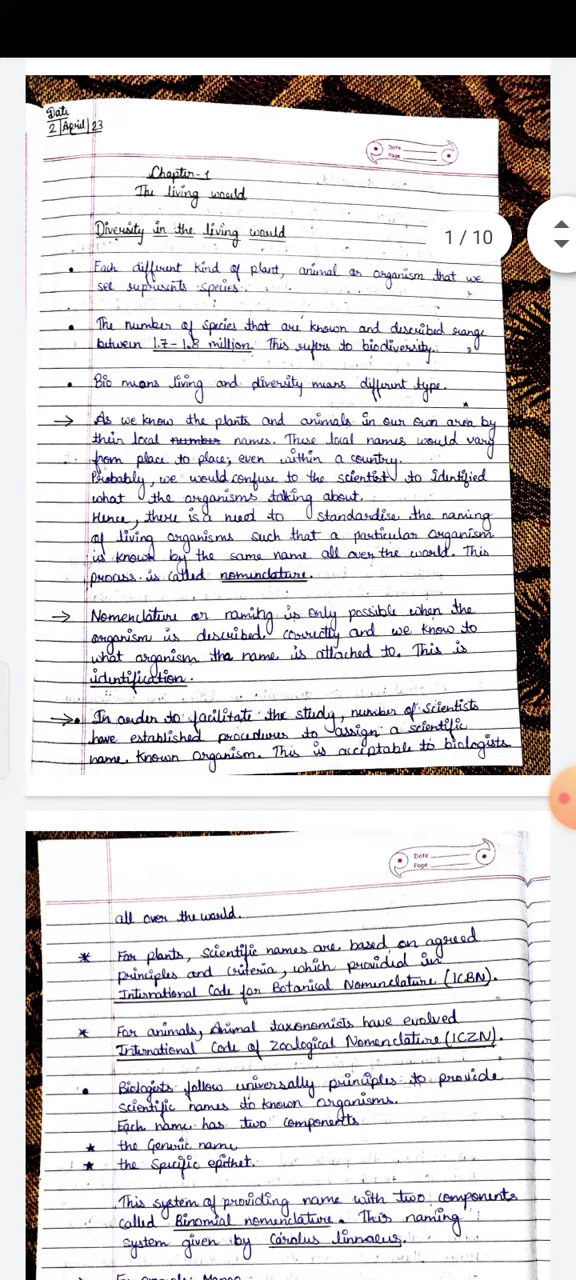 Date
2|April|23
Date
Page
Chapter-1
The living would
Diversity in the living would
1 / 10
• Each different kind of plant, animal or organism that we
see represents species.
• The number of species that are known and described range
between 1.7-1.8 million. This refers to biodiversity.
• Bio means living and diversity means different type.
→ As we know the plants and animals in our own area by
their local number names. These local names would vary
from place to place, even within a country.
Probably, we would confuse to the scientist to identified
what the organisms talking about.
Hence, there is a need to standardise the naming
of living organisms such that a particular organism
is known by the same name all over the world. This
process is called nomenclature.
→ Nomenclature or naming is only possible when the
organism is described correctly and we know to
what organism the name is attached to. This is
identification.
→• In order to facilitate the study, number of scientists
have established procedures to assign a scientific
name. Known organism. This is acceptable to biologists
Date
Page
all over the world.
* For plants, scientific names are based on agreed
principles and criteria, which provided in
International Code for Botanical Nomenclature (ICBN).
* For animals, Animal taxonomists have evolved
International Code of Zoological Nomenclature (ICZN).
• Biologists follow universally principles to provide
scientific names to known organisms.
Each name has two components
★ the Generic name
★ the Specific epithet.
This system of providing name with two components
called Binomial nomenclature. This naming
system given by Carolus linnaeus.
For example: Mango